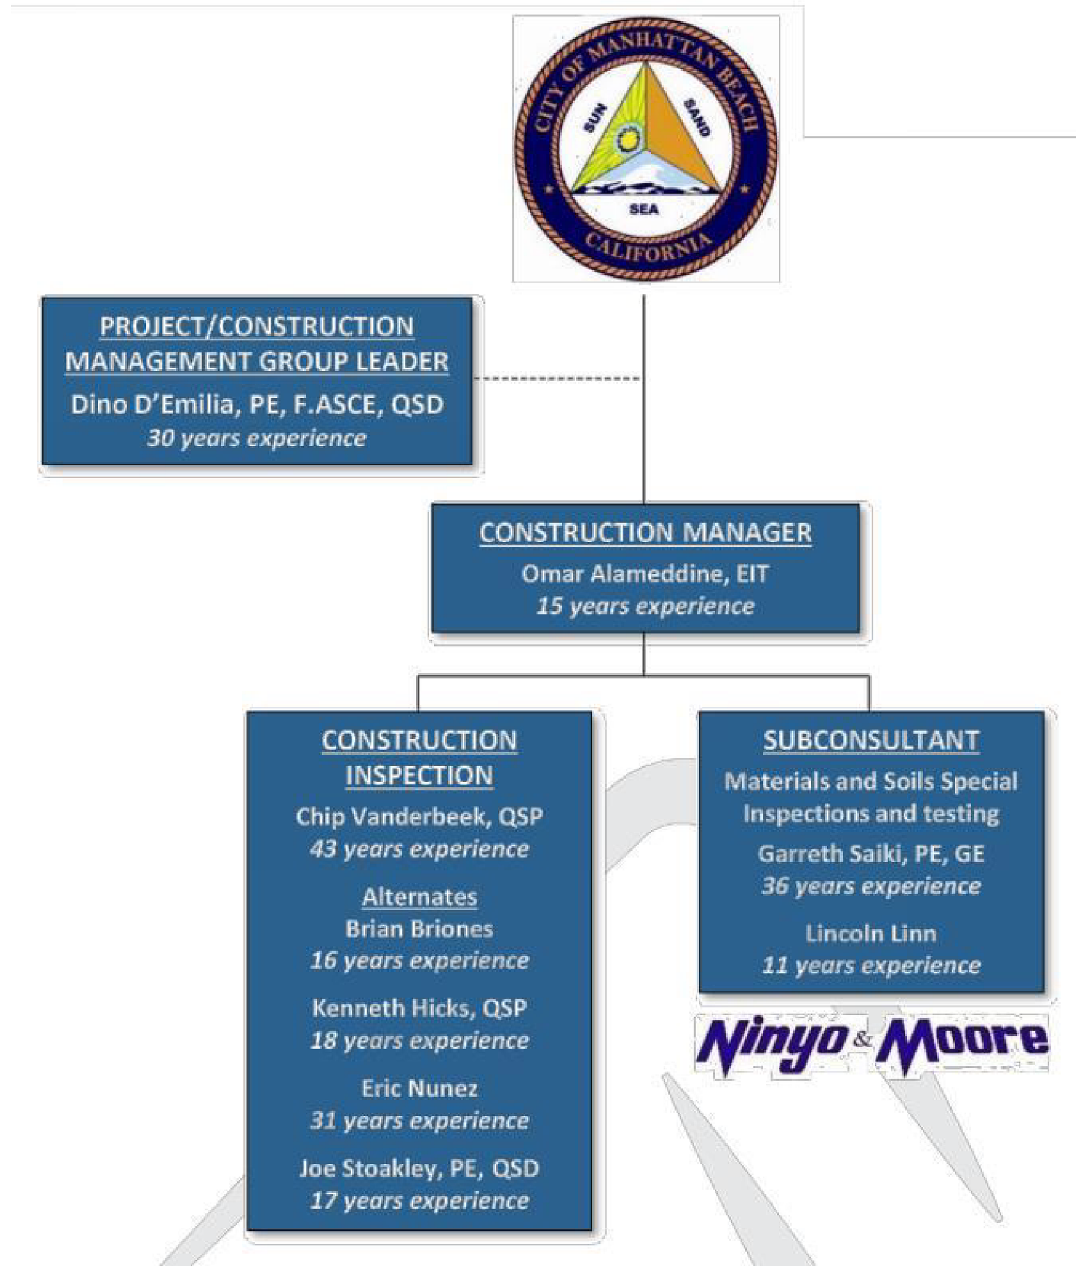 CITY OF MANHATTAN BEACH
SUN
SAND
SEA
CALIFORNIA
PROJECT/CONSTRUCTION
MANAGEMENT GROUP LEADER
Dino D’Emilia, PE, F.ASCE, QSD
30 years experience
CONSTRUCTION MANAGER
Omar Alameddine, EIT
15 years experience
CONSTRUCTION
INSPECTION
Chip Vanderbeek, QSP
43 years experience
Alternates
Brian Briones
16 years experience
Kenneth Hicks, QSP
18 years experience
Eric Nunez
31 years experience
Joe Stoakley, PE, QSD
17 years experience
SUBCONSULTANT
Materials and Soils Special
Inspections and testing
Garreth Saiki, PE, GE
36 years experience
Lincoln Linn
11 years experience
Ninyo & Moore